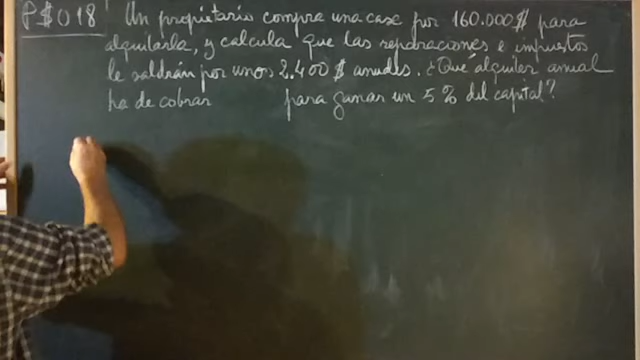 P$018 Un propietario compra una casa por 160.000$ para
alquilarla, y calcula que las reparaciones e impuestos
le saldrán por unos 2.400$ anuales. ¿Qué alquiler anual
ha de cobrar para ganar un 5% del capital?